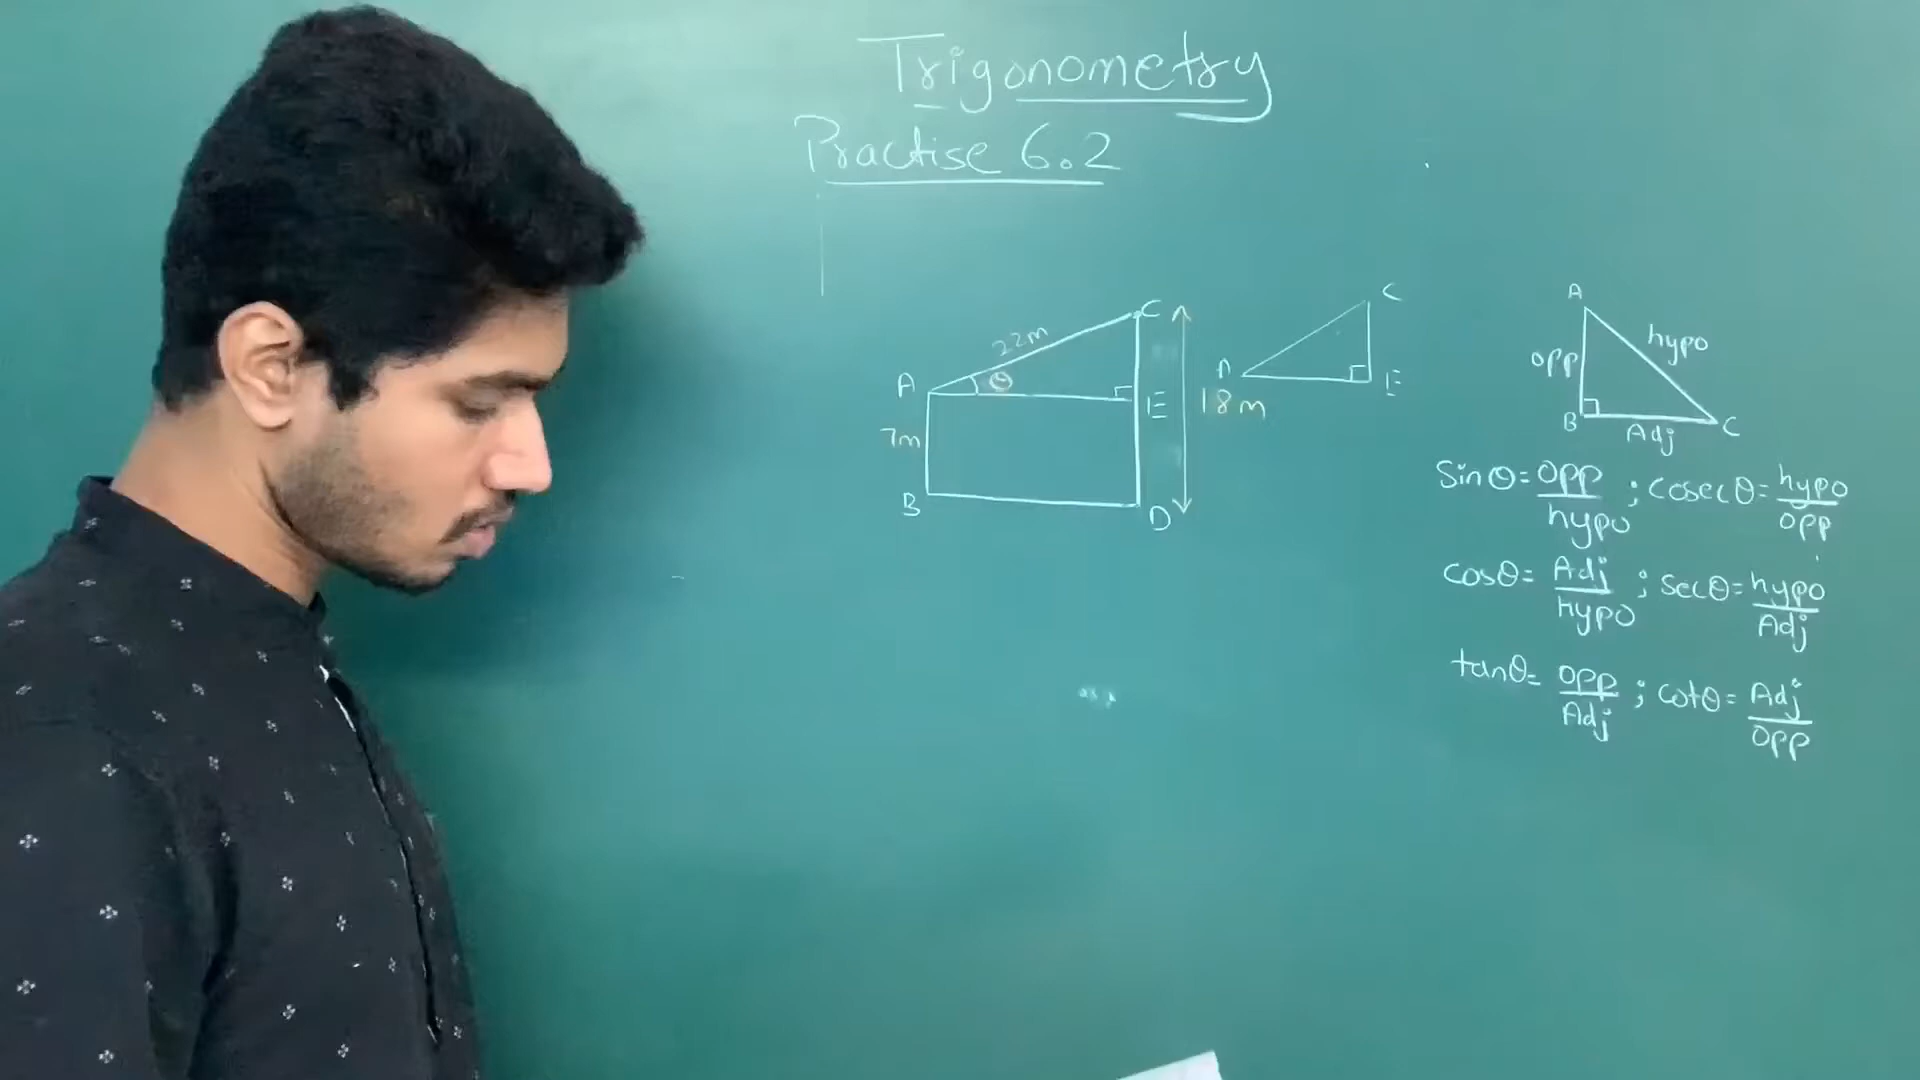 Trigonometry
Practise 6.2
C
22m
A
θ
E
7m
B
D
18m
C
A
E
A
hypo
opp
B
Adj
C
Sinθ = opp/hypo ; Cosecθ = hypo/opp
cosθ = Adj/hypo ; secθ = hypo/Adj
tanθ = opp/Adj ; cotθ = Adj/opp